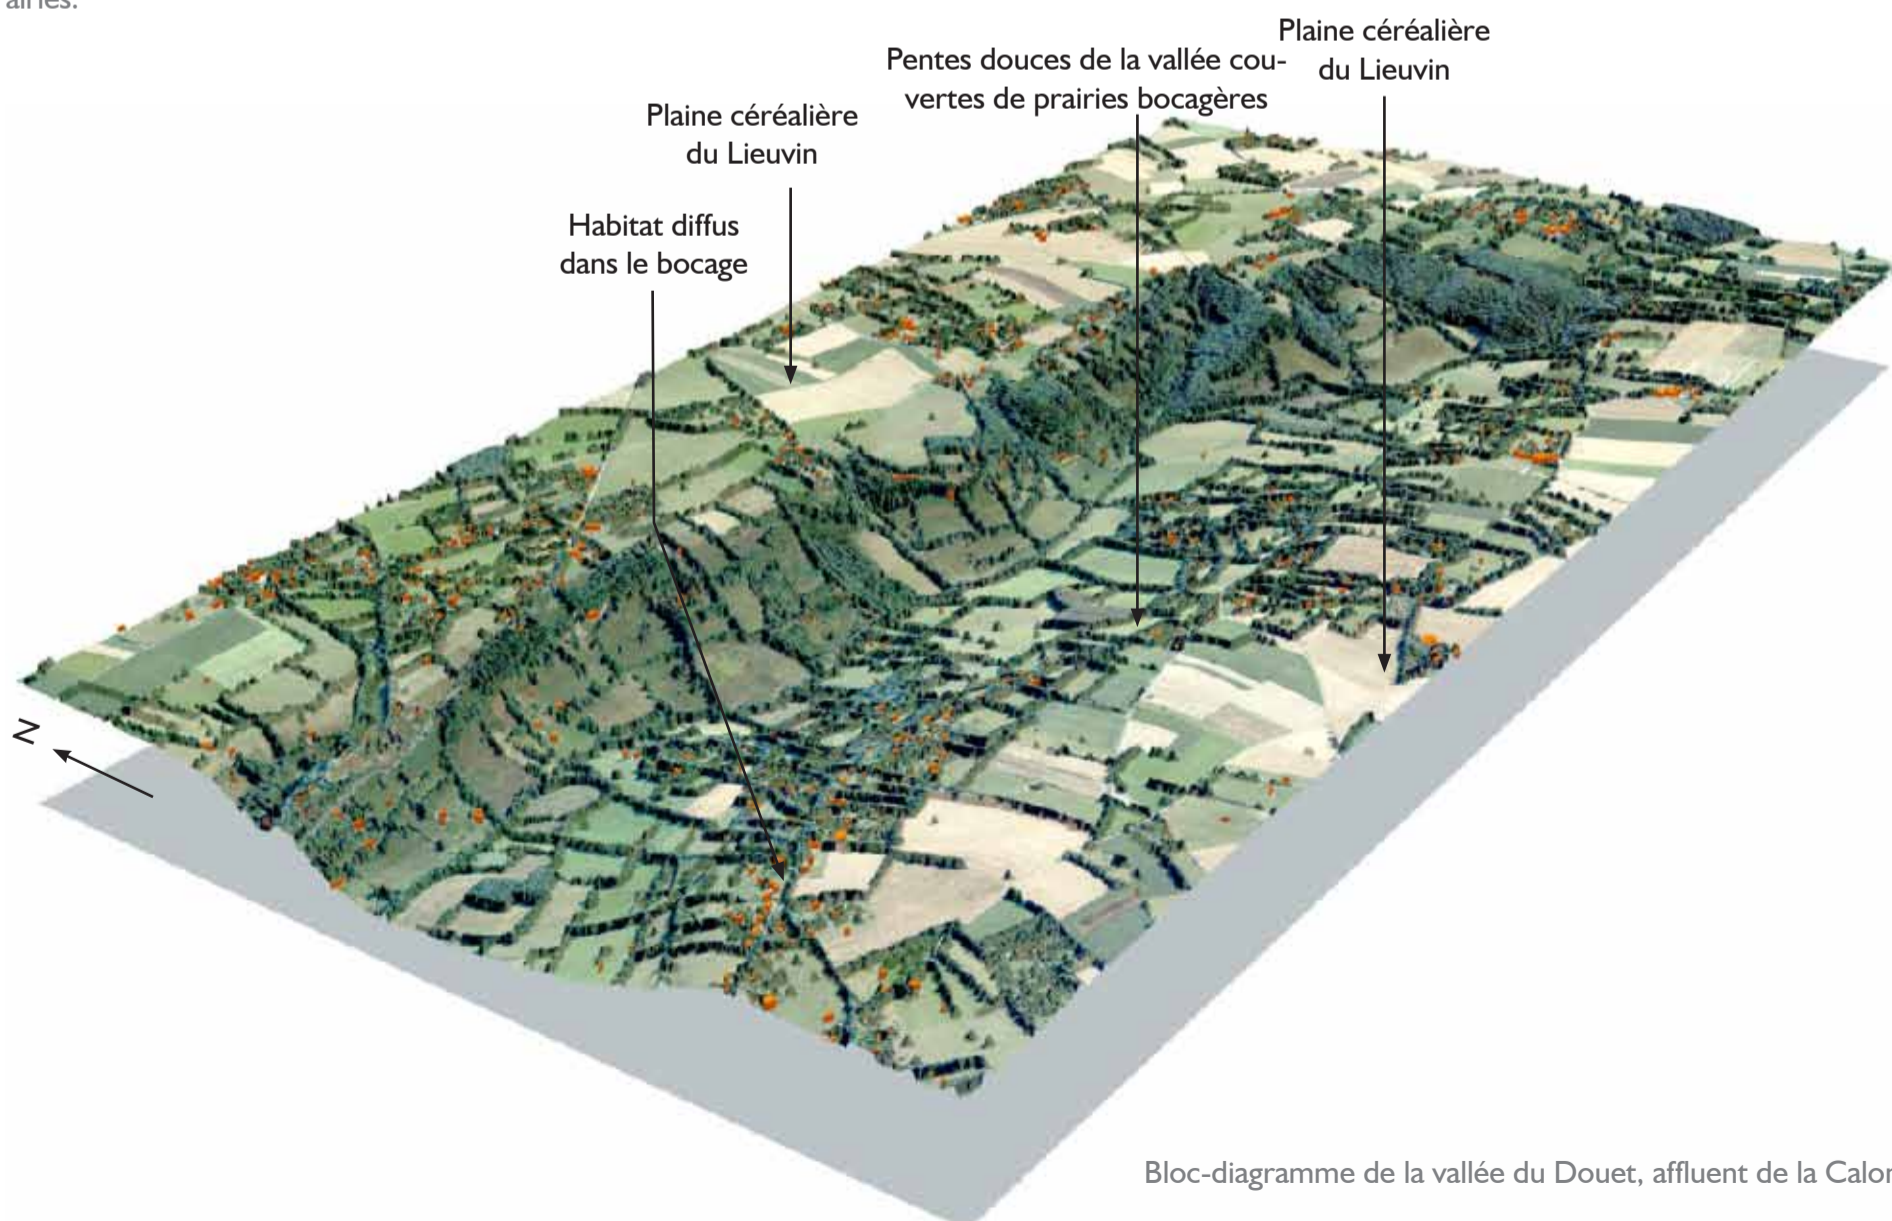 Plaine céréalière
du Lieuvin
Pentes douces de la vallée cou-
vertes de prairies bocagères
Plaine céréalière
du Lieuvin
Habitat diffus
dans le bocage
N
Bloc-diagramme de la vallée du Douet, affluent de la Calon